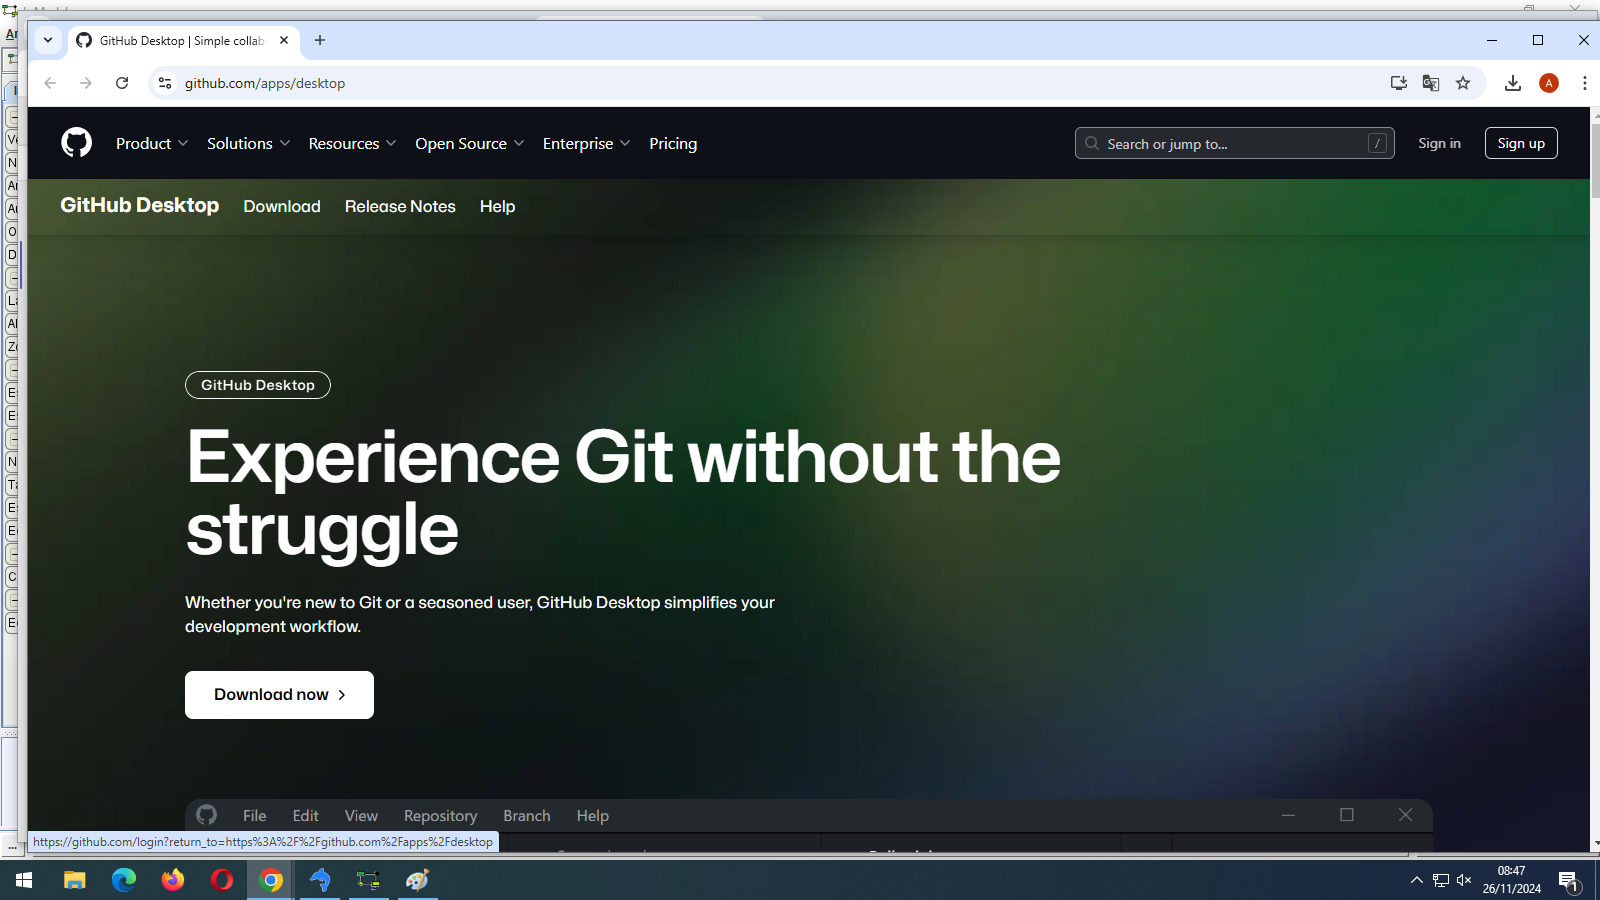 GitHub Desktop | Simple collab
github.com/apps/desktop
A
Product
Solutions
Resources
Open Source
Enterprise
Pricing
Search or jump to...
/
Sign in
Sign up
GitHub Desktop
Download
Release Notes
Help
GitHub Desktop
Experience Git without the
struggle
Whether you're new to Git or a seasoned user, GitHub Desktop simplifies your
development workflow.
Download now
File
Edit
View
Repository
Branch
Help
https://github.com/login?return_to=https%3A%2F%2Fgithub.com%2Fapps%2Fdesktop
08:47
26/11/2024
1